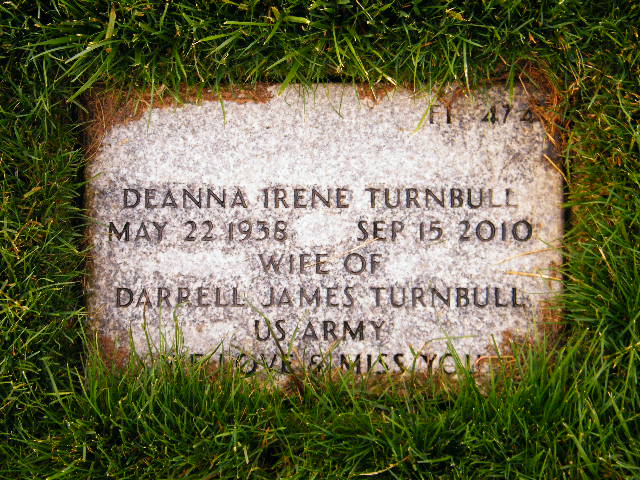 H 474
DEANNA IRENE TURNBULL
MAY 22 1938 SEP 15 2010
WIFE OF
DARRELL JAMES TURNBULL
US ARMY
WE LOVE & MISS YOU